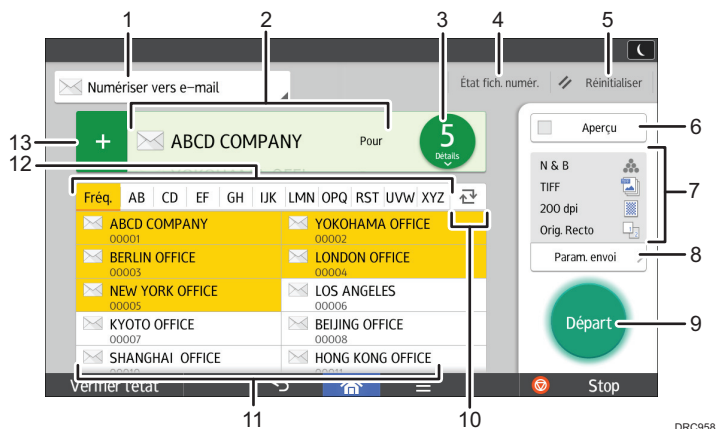 1 2 3 4 5
État fich. numér. Réinitialiser
Numériser vers e-mail
13 + ABCD COMPANY Pour 5 Détails
Aperçu 6
12
Fréq. AB CD EF GH IJK LMN OPQ RST UVW XYZ
N & B
TIFF
200 dpi
Orig. Recto
7
Param. envoi 8
ABCD COMPANY 00001 YOKOHAMA OFFICE 00002
BERLIN OFFICE 00003 LONDON OFFICE 00004
NEW YORK OFFICE 00005 LOS ANGELES 00006
KYOTO OFFICE 00007 BEIJING OFFICE 00008
SHANGHAI OFFICE HONG KONG OFFICE
Départ 9
Vérifier l'état Stop
11 10
DRC958